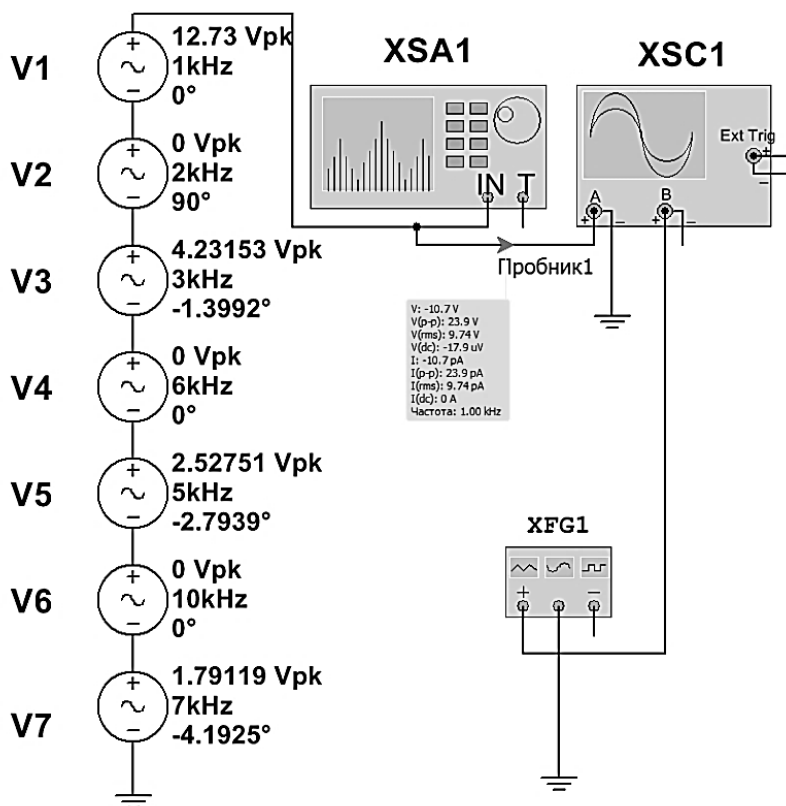 V1
12.73 Vpk
1kHz
0°
V2
0 Vpk
2kHz
90°
V3
4.23153 Vpk
3kHz
-1.3992°
V4
0 Vpk
6kHz
0°
V5
2.52751 Vpk
5kHz
-2.7939°
V6
0 Vpk
10kHz
0°
V7
1.79119 Vpk
7kHz
-4.1925°
XSA1
IN T
XSC1
Ext Trig
+
–
A
B
+ –
+ –
Пробник1
V: -10.7 V
V(p-p): 23.9 V
V(rms): 9.74 V
V(dc): -17.9 uV
I: -10.7 pA
I(p-p): 23.9 pA
I(rms): 9.74 pA
I(dc): 0 A
Частота: 1.00 kHz
XFG1
+ –